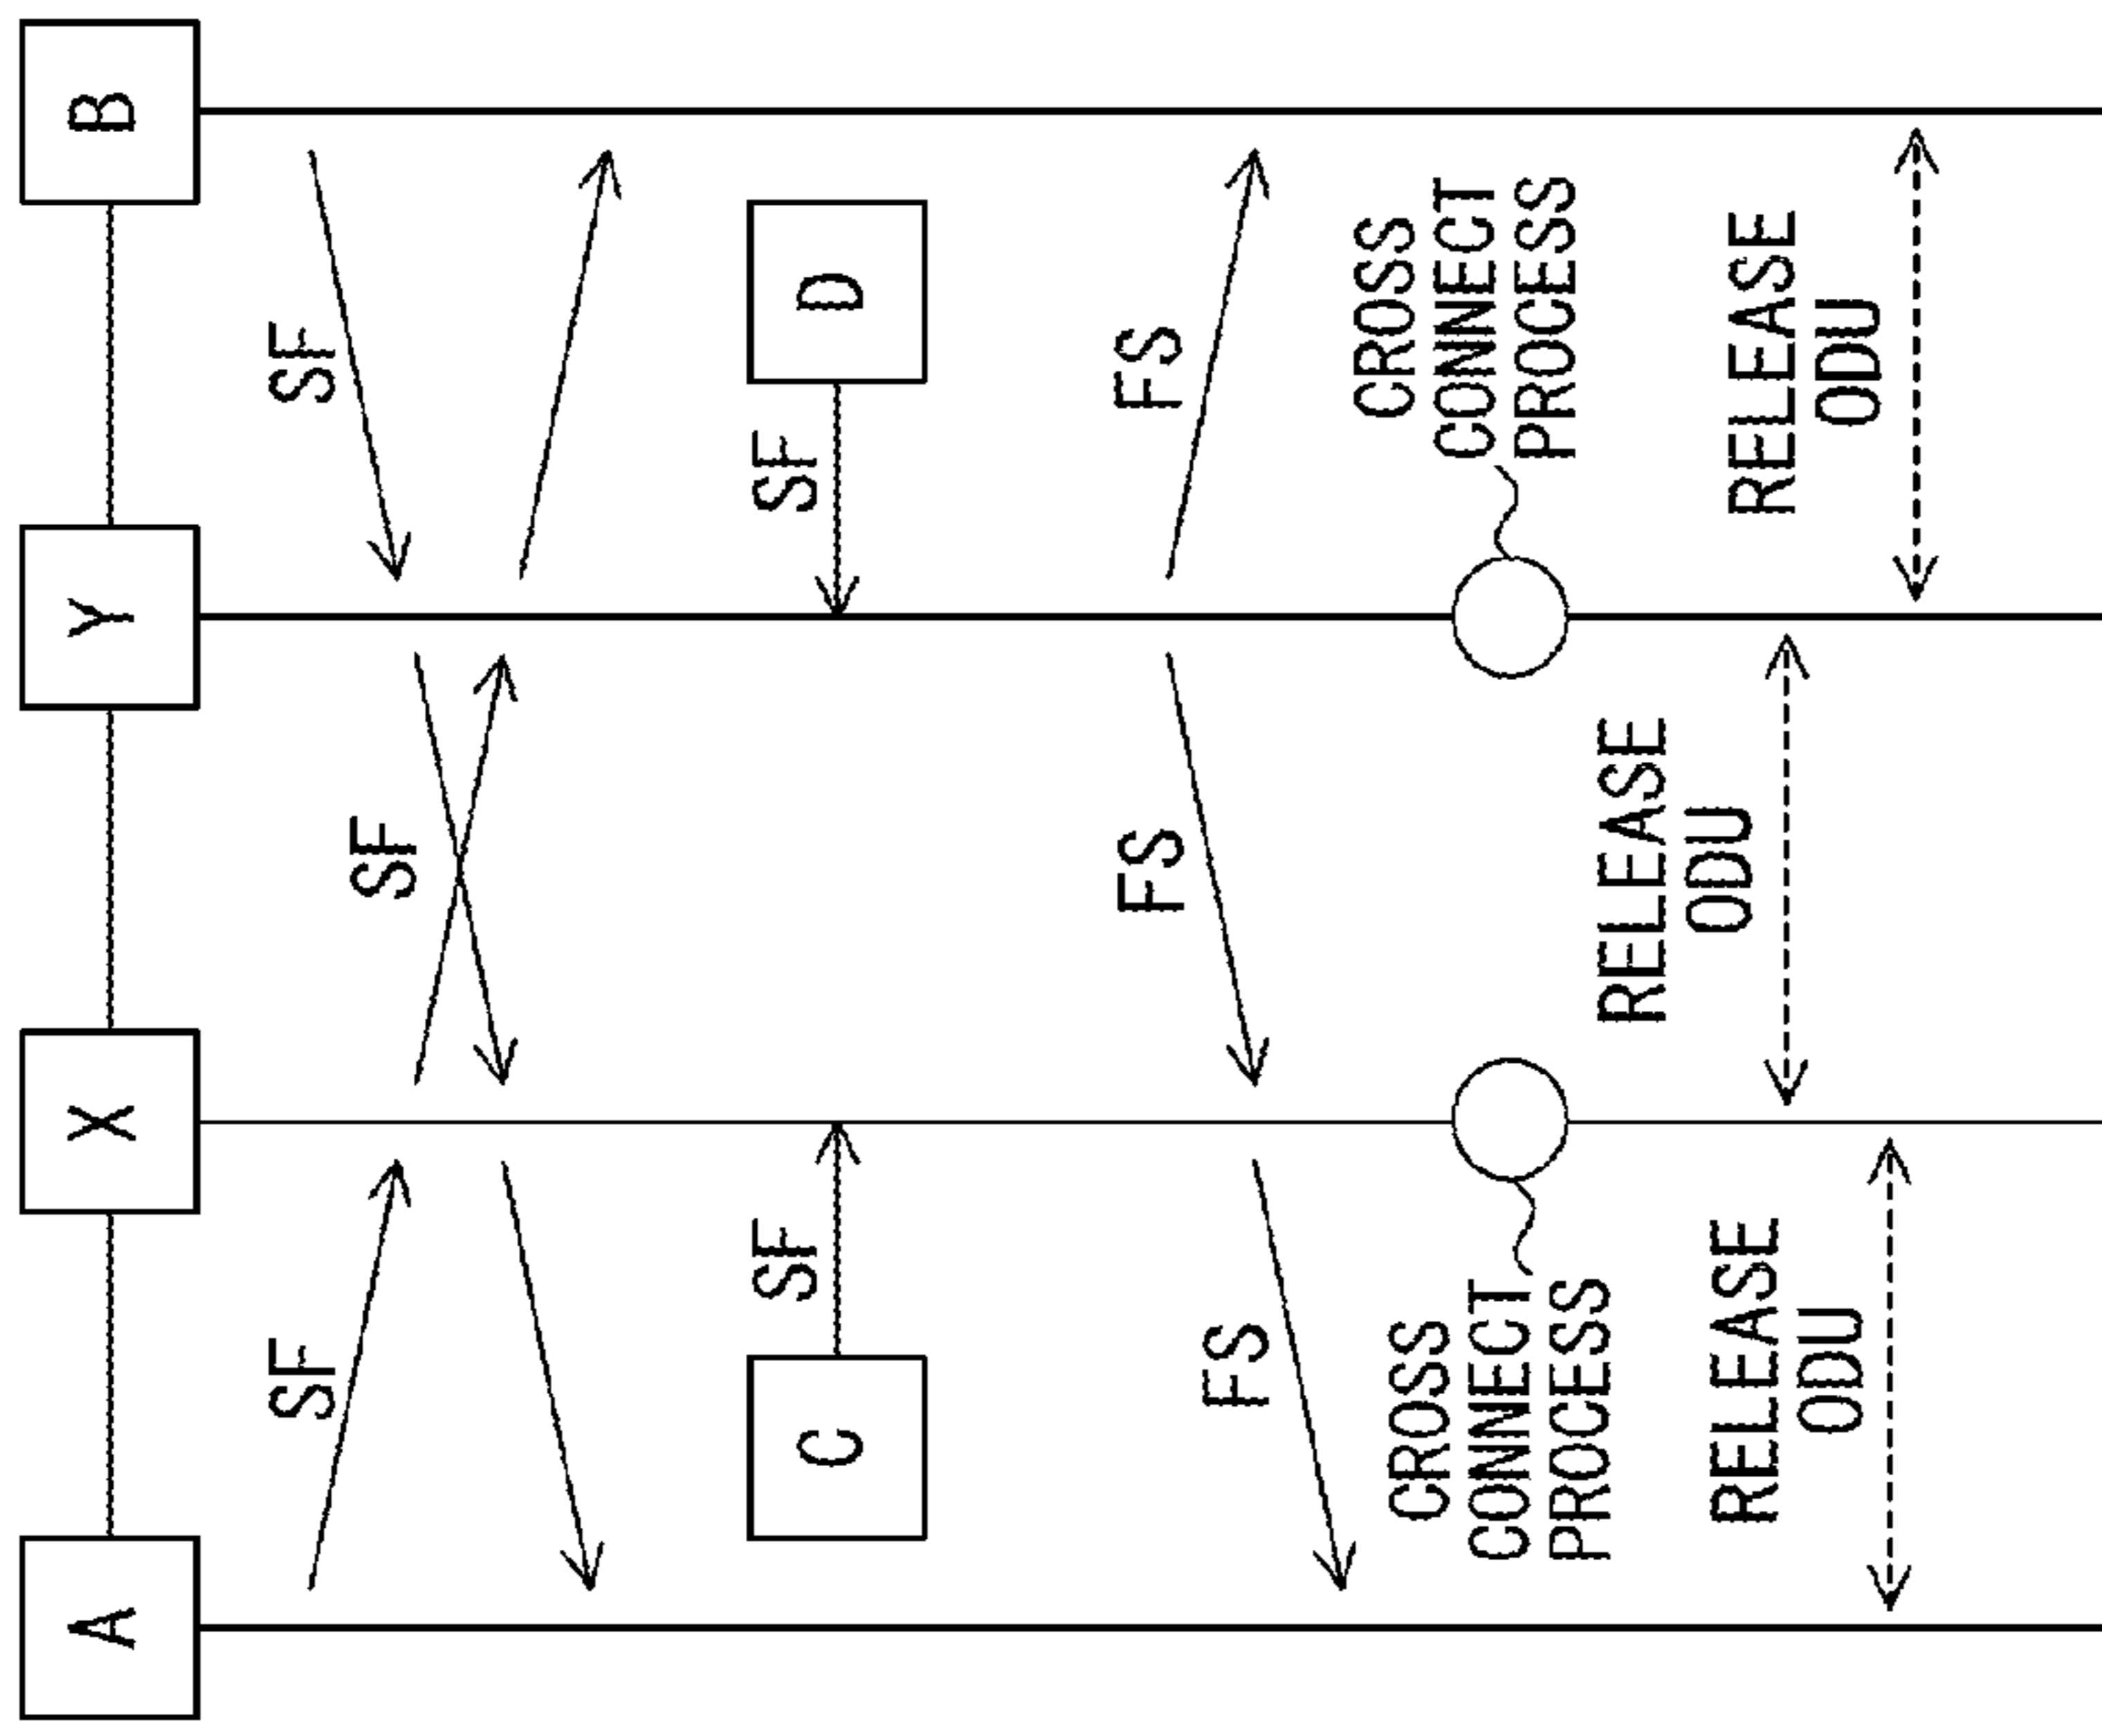 A
X
Y
B
SF
SF
SF
C
SF
SF
D
FS
FS
FS
CROSS
CONNECT
PROCESS
CROSS
CONNECT
PROCESS
RELEASE
ODU
RELEASE
ODU
RELEASE
ODU